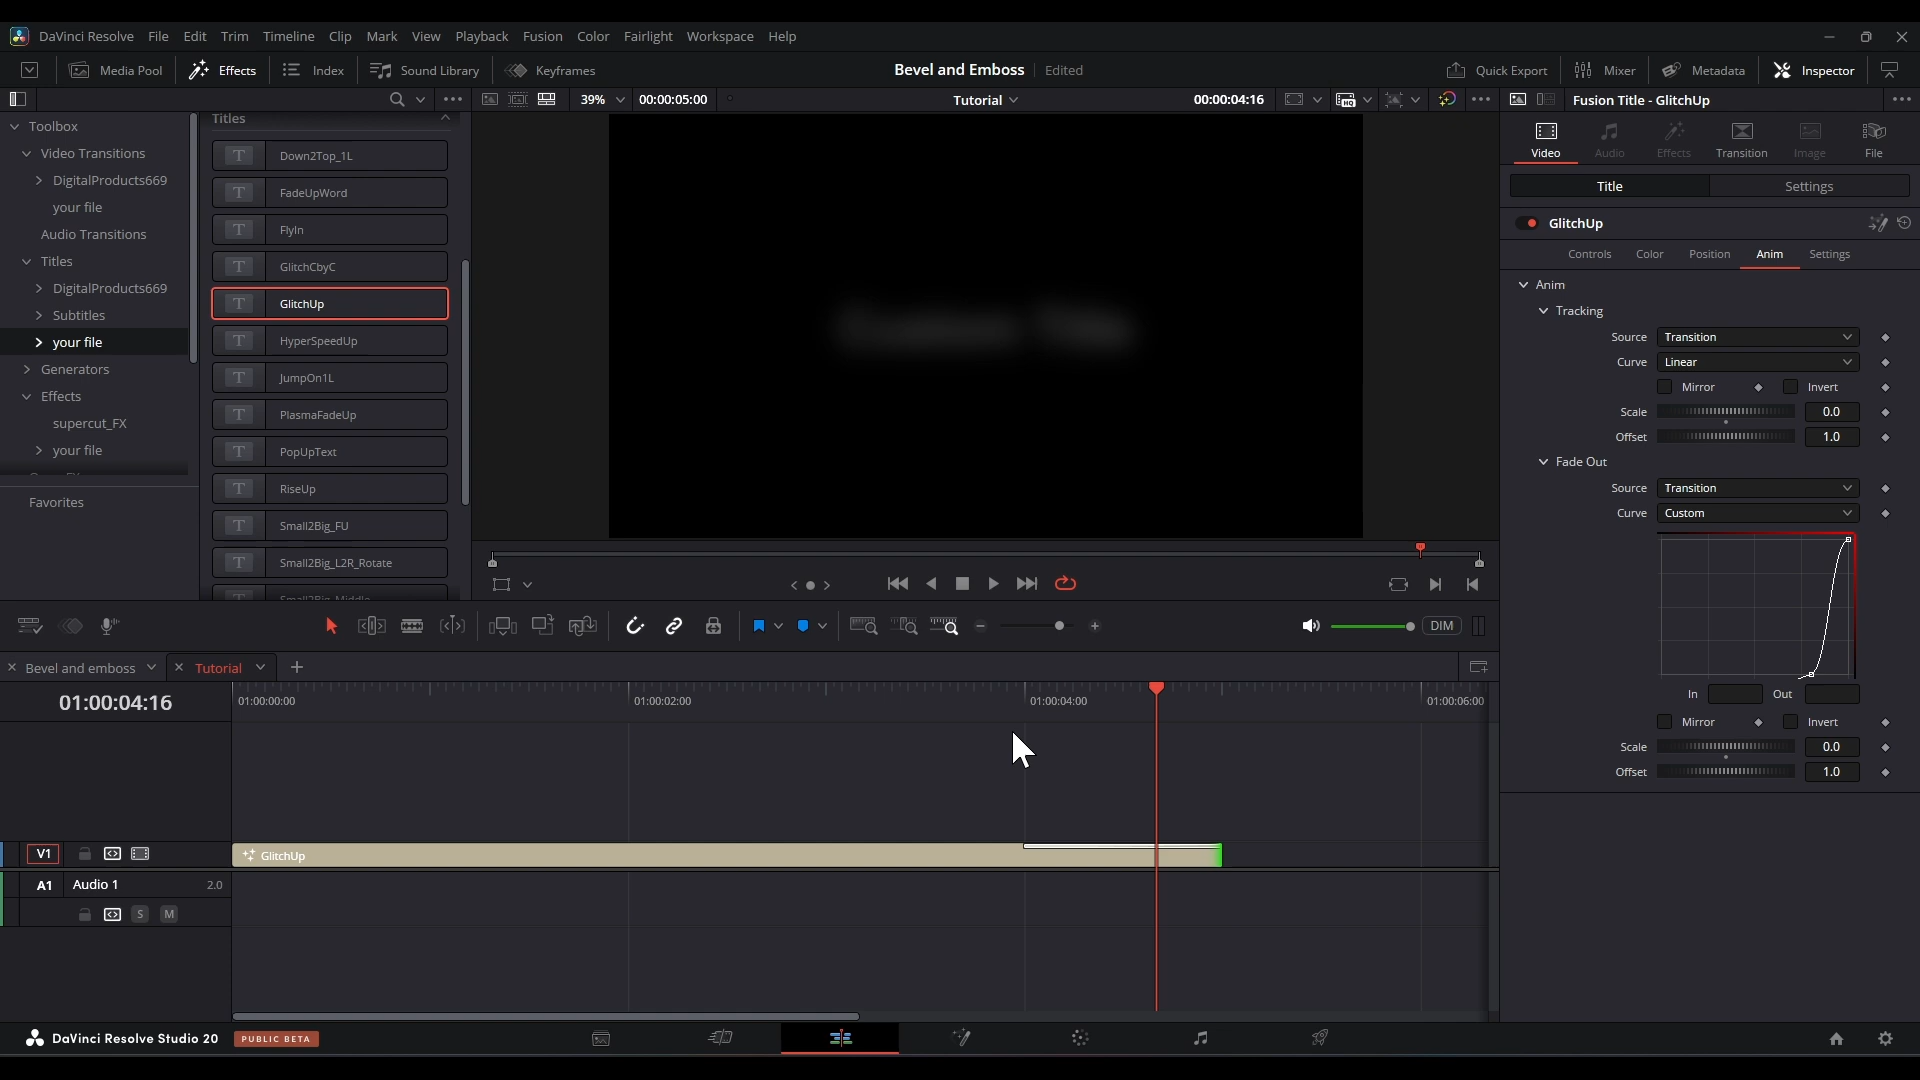 DaVinci Resolve File Edit Trim Timeline Clip Mark View Playback Fusion Color Fairlight Workspace Help
Media Pool Effects Index Sound Library Keyframes Bevel and Emboss Edited Quick Export Mixer Metadata Inspector
39% 00:00:05:00 Tutorial 00:00:04:16 Fusion Title - GlitchUp
Toolbox
Video Transitions
DigitalProducts669
your file
Audio Transitions
Titles
DigitalProducts669
Subtitles
your file
Generators
Effects
supercut_FX
your file
Favorites
Titles
Down2Top_1L
FadeUpWord
FlyIn
GlitchCbyC
GlitchUp
HyperSpeedUp
JumpOn1L
PlasmaFadeUp
PopUpText
RiseUp
Small2Big_FU
Small2Big_L2R_Rotate
Small2Big_Middle
Custom Title
Video Audio Effects Transition Image File
Title Settings
GlitchUp
Controls Color Position Anim Settings
Anim
Tracking
Source Transition
Curve Linear
Mirror Invert
Scale 0.0
Offset 1.0
Fade Out
Source Transition
Curve Custom
In Out
Mirror Invert
Scale 0.0
Offset 1.0
DIM
Bevel and emboss Tutorial
01:00:04:16 01:00:00:00 01:00:02:00 01:00:04:00 01:00:06:00
V1 GlitchUp
A1 Audio 1 2.0
S M
DaVinci Resolve Studio 20 PUBLIC BETA